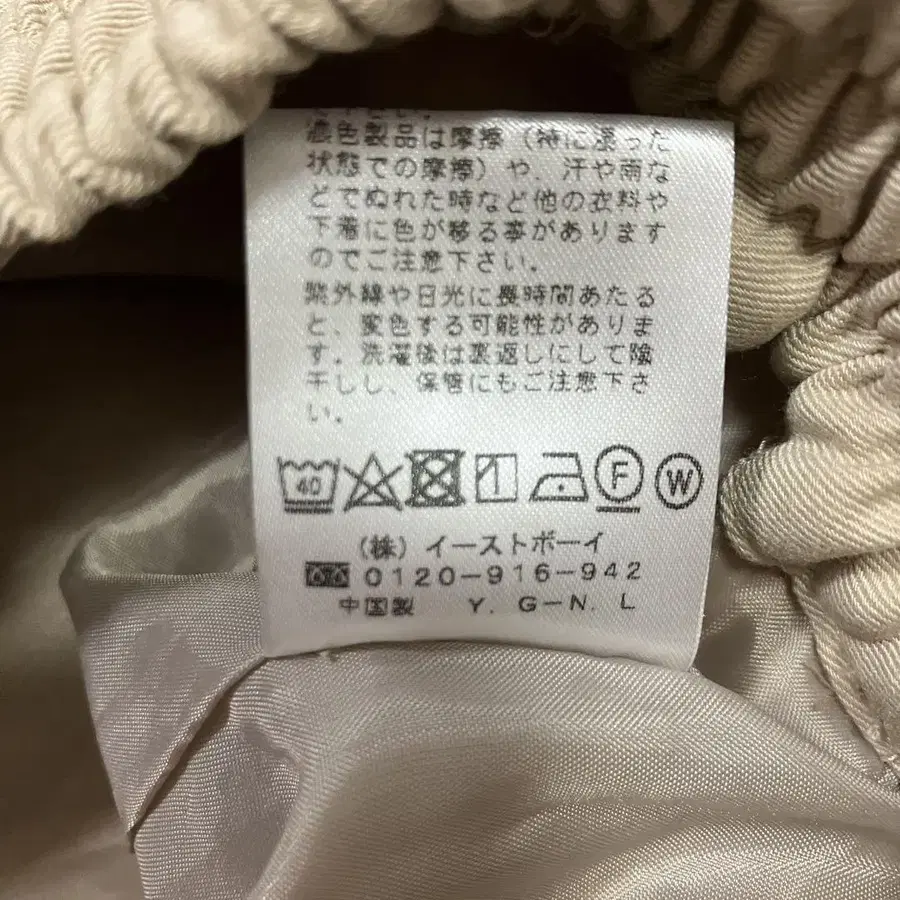 濃色製品は摩擦(特に湿った
状態での摩擦)や、汗や雨な
どでぬれた時など他の衣料や
下着に色が移る事があります
のでご注意下さい。
紫外線や日光に長時間あたる
と、変色する可能性がありま
す。洗濯後は裏返しにして陰
干しし、保管にもご注意下さ
い。
40 F W
(株)イーストボーイ
0120-916-942
中国製 Y. G-N. L